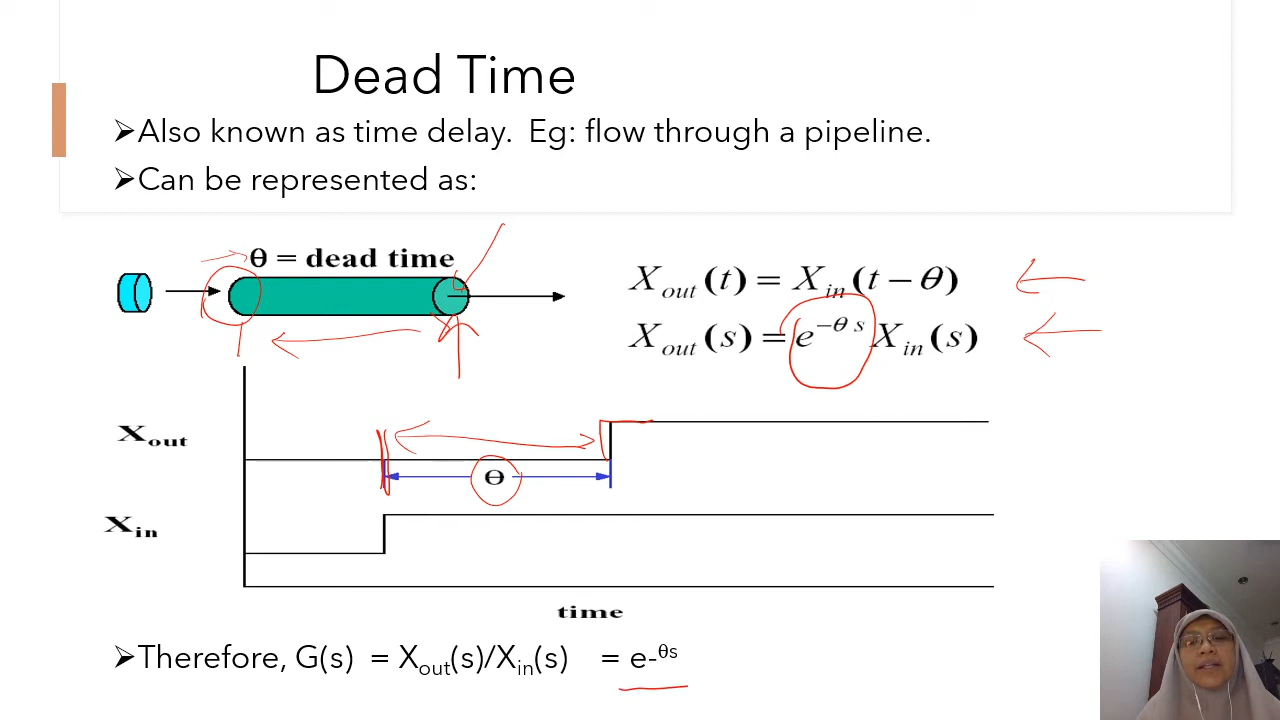 Dead Time
➢Also known as time delay. Eg: flow through a pipeline.
➢Can be represented as:
θ = dead time
X_out(t) = X_in(t − θ)
X_out(s) = e^{−θ s} X_in(s)
X_out
θ
X_in
time
➢Therefore, G(s) = X_out(s)/X_in(s) = e-^{θs}